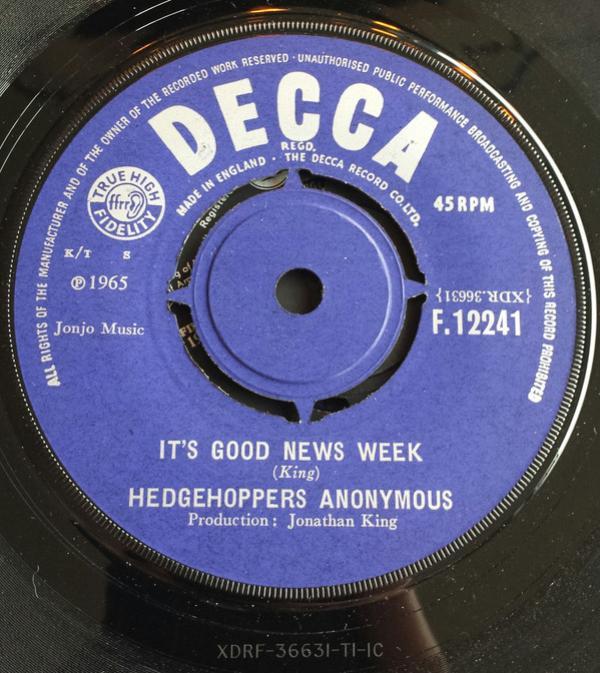 ALL RIGHTS OF THE MANUFACTURER AND OF THE OWNER OF THE RECORDED WORK RESERVED · UNAUTHORISED PUBLIC PERFORMANCE BROADCASTING AND COPYING OF THIS RECORD PROHIBITED
DECCA
REGD.
MADE IN ENGLAND · THE DECCA RECORD CO. LTD.
TRUE HIGH
ffrr
FIDELITY
45 RPM
K/T S
℗ 1965
{XDR.36631}
Jonjo Music
F.12241
IT'S GOOD NEWS WEEK
(King)
HEDGEHOPPERS ANONYMOUS
Production : Jonathan King
XDRF-36631-T1-1C